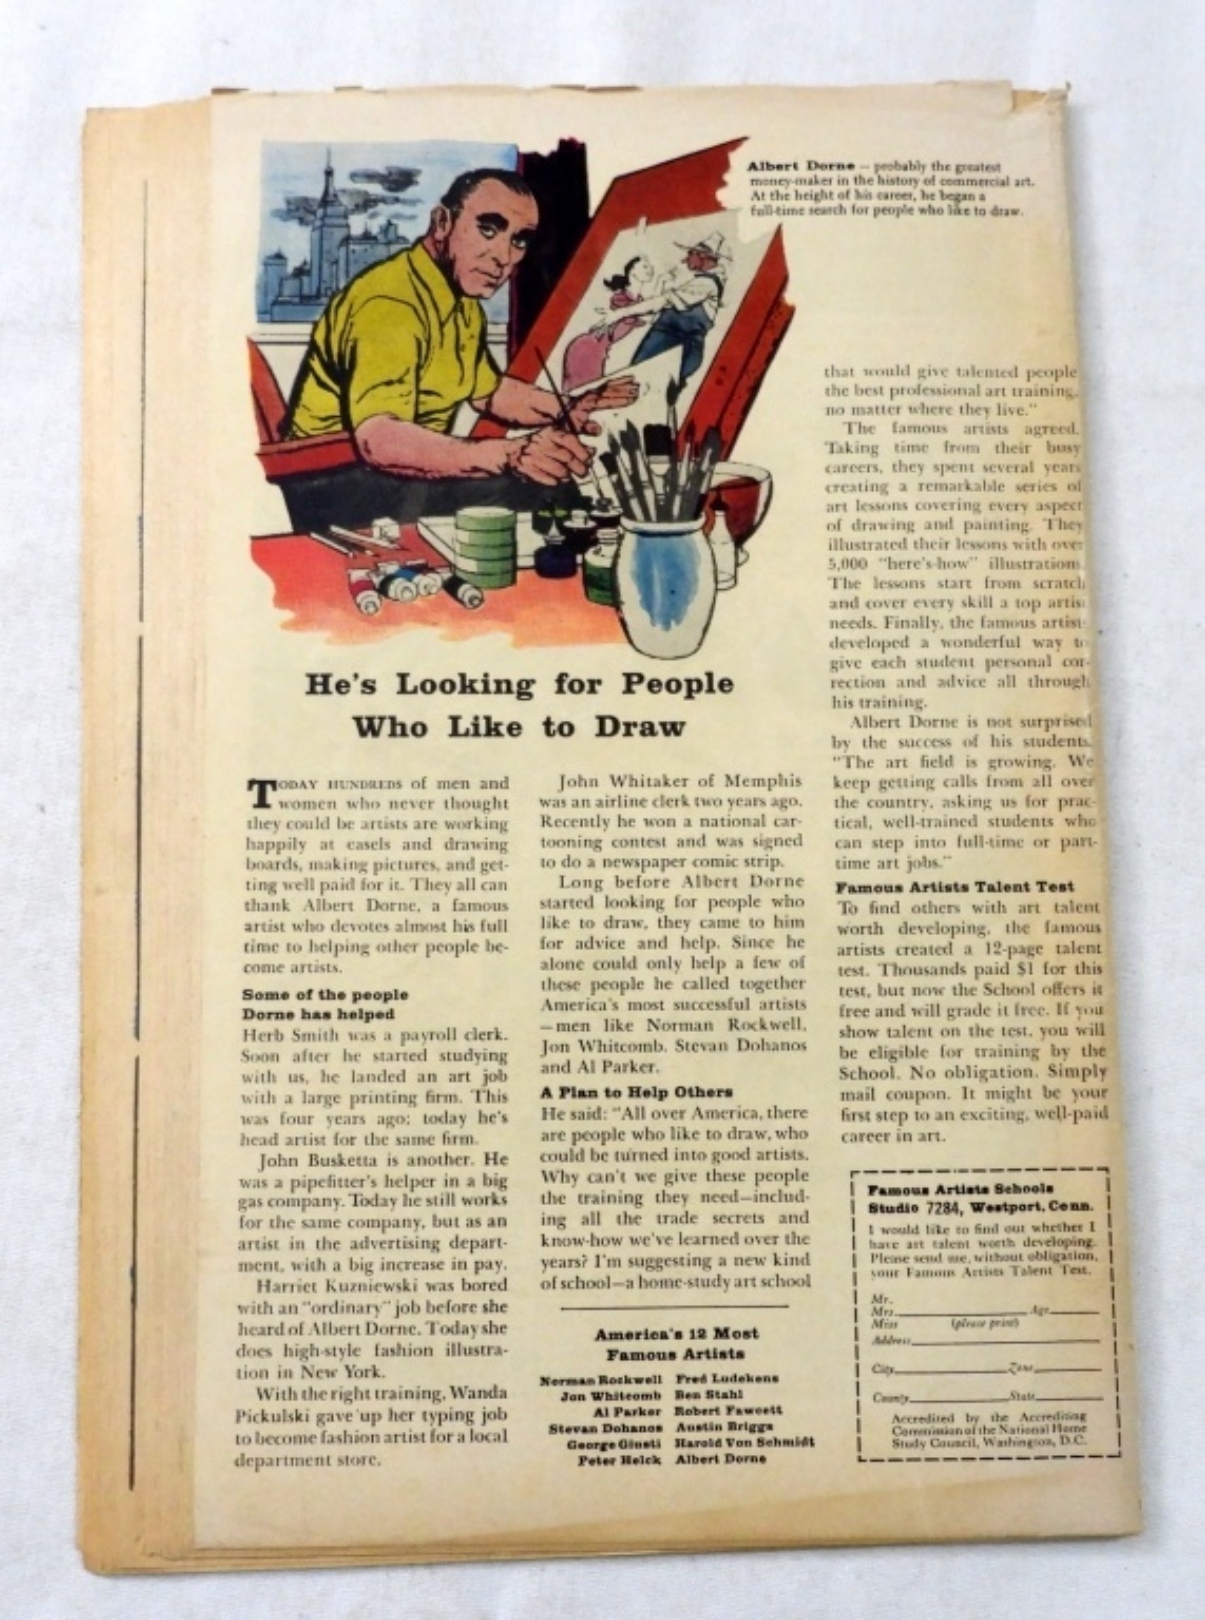 Albert Dorne – probably the greatest
money-maker in the history of commercial art.
At the height of his career, he began a
full-time search for people who like to draw.
He's Looking for People
Who Like to Draw
TODAY HUNDREDS of men and
women who never thought
they could be artists are working
happily at easels and drawing
boards, making pictures, and get-
ting well paid for it. They all can
thank Albert Dorne, a famous
artist who devotes almost his full
time to helping other people be-
come artists.
Some of the people
Dorne has helped
Herb Smith was a payroll clerk.
Soon after he started studying
with us, he landed an art job
with a large printing firm. This
was four years ago; today he's
head artist for the same firm.
John Busketta is another. He
was a pipefitter's helper in a big
gas company. Today he still works
for the same company, but as an
artist in the advertising depart-
ment, with a big increase in pay.
Harriet Kuzniewski was bored
with an "ordinary" job before she
heard of Albert Dorne. Today she
does high-style fashion illustra-
tion in New York.
With the right training, Wanda
Pickulski gave up her typing job
to become fashion artist for a local
department store.
John Whitaker of Memphis
was an airline clerk two years ago.
Recently he won a national car-
tooning contest and was signed
to do a newspaper comic strip.
Long before Albert Dorne
started looking for people who
like to draw, they came to him
for advice and help. Since he
alone could only help a few of
these people he called together
America's most successful artists
—men like Norman Rockwell,
Jon Whitcomb, Stevan Dohanos
and Al Parker.
A Plan to Help Others
He said: "All over America, there
are people who like to draw, who
could be turned into good artists.
Why can't we give these people
the training they need—includ-
ing all the trade secrets and
know-how we've learned over the
years? I'm suggesting a new kind
of school—a home-study art school
America's 12 Most
Famous Artists
Norman Rockwell Fred Ludekens
Jon Whitcomb Ben Stahl
Al Parker Robert Fawcett
Stevan Dohanos Austin Briggs
George Giusti Harold Von Schmidt
Peter Helck Albert Dorne
that would give talented people
the best professional art training,
no matter where they live."
The famous artists agreed.
Taking time from their busy
careers, they spent several years
creating a remarkable series of
art lessons covering every aspect
of drawing and painting. They
illustrated their lessons with over
5,000 "here's-how" illustrations.
The lessons start from scratch
and cover every skill a top artist
needs. Finally, the famous artists
developed a wonderful way to
give each student personal cor-
rection and advice all through
his training.
Albert Dorne is not surprised
by the success of his students.
"The art field is growing. We
keep getting calls from all over
the country, asking us for prac-
tical, well-trained students who
can step into full-time or part-
time art jobs."
Famous Artists Talent Test
To find others with art talent
worth developing, the famous
artists created a 12-page talent
test. Thousands paid $1 for this
test, but now the School offers it
free and will grade it free. If you
show talent on the test, you will
be eligible for training by the
School. No obligation. Simply
mail coupon. It might be your
first step to an exciting, well-paid
career in art.
Famous Artists Schools
Studio 7284, Westport, Conn.
I would like to find out whether I
have art talent worth developing.
Please send me, without obligation,
your Famous Artists Talent Test.
Mr.
Mrs. Age
Miss (please print)
Address
City Zone
County State
Accredited by the Accrediting
Commission of the National Home
Study Council, Washington, D.C.